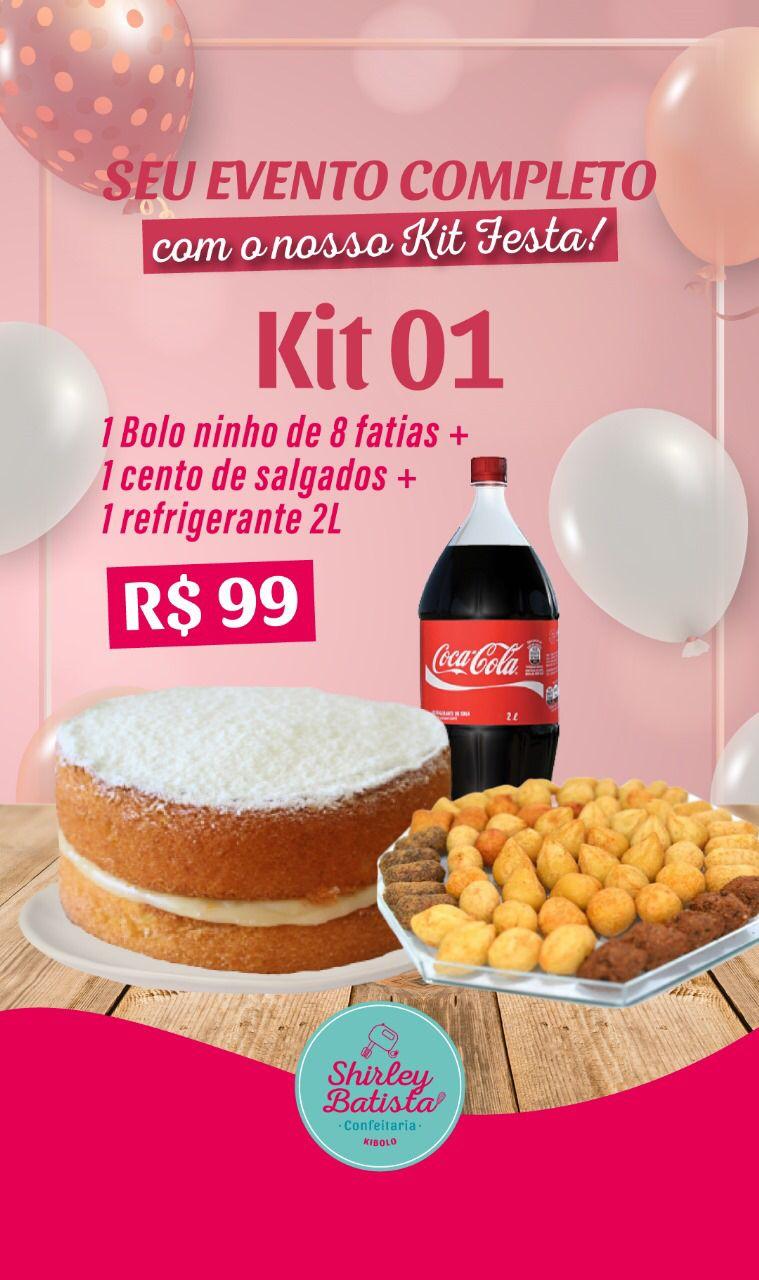 SEU EVENTO COMPLETO
com o nosso Kit Festa!
Kit 01
1 Bolo ninho de 8 fatias +
1 cento de salgados +
1 refrigerante 2L
R$ 99
Coca-Cola
2 L
Shirley
Batista
· Confeitaria ·
KIBOLO